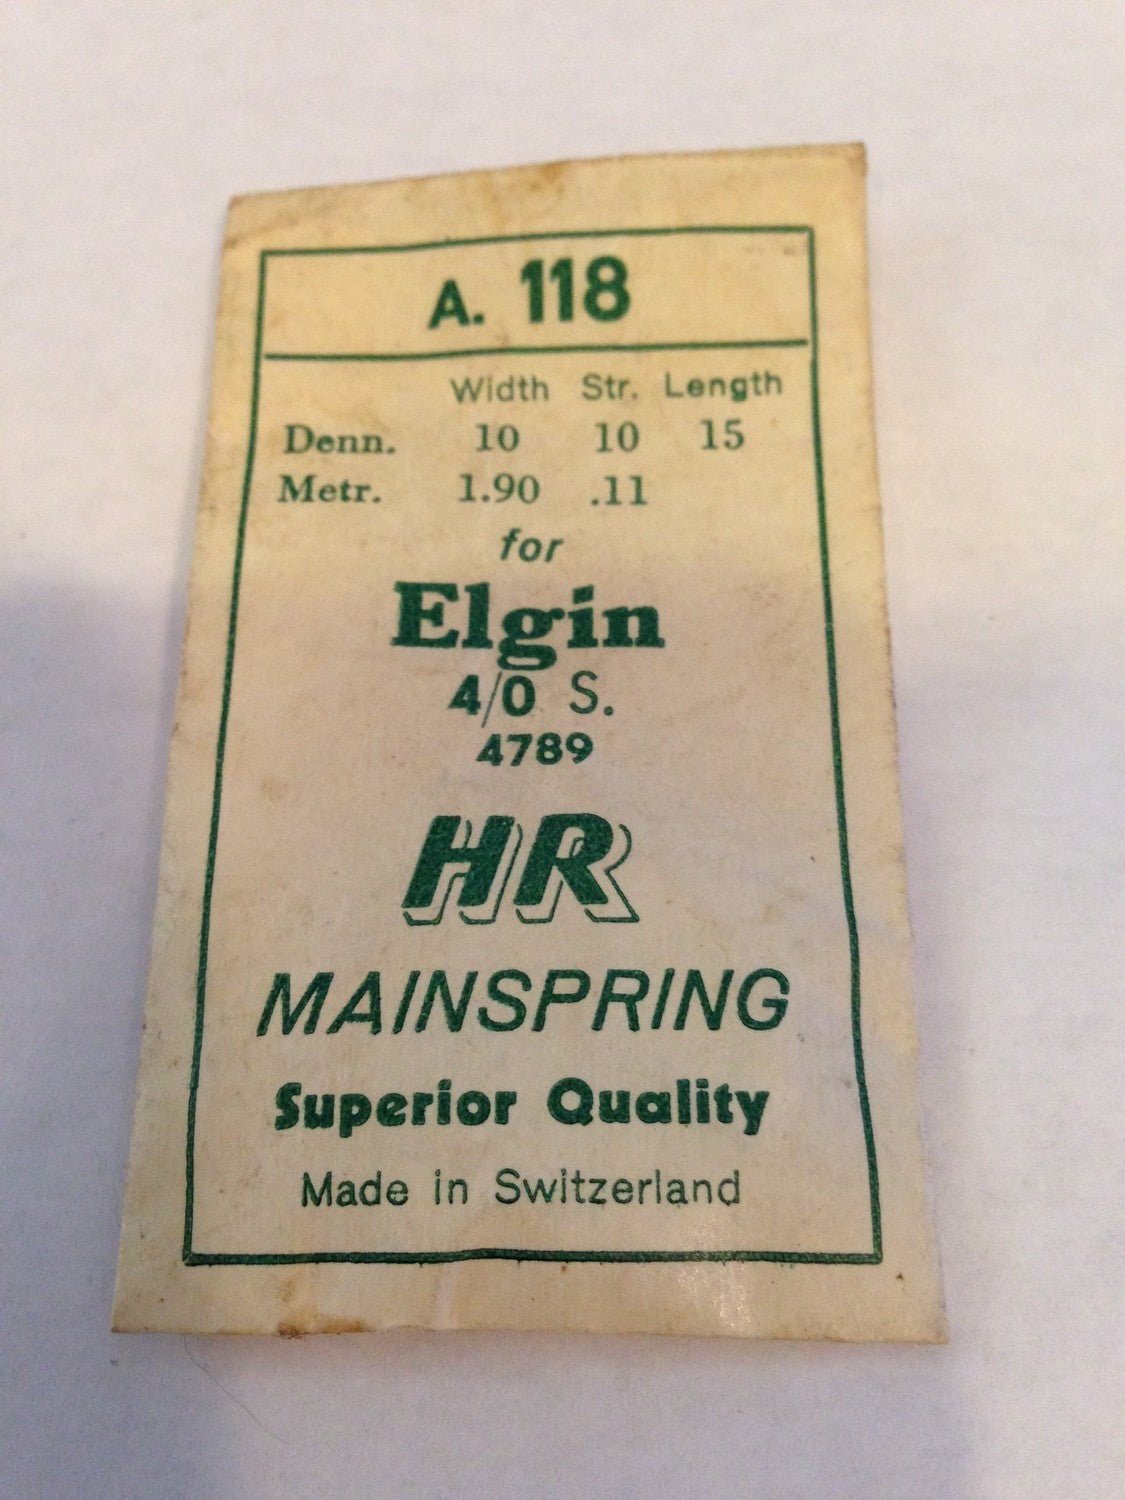 A. 118
Width Str. Length
Denn. 10 10 15
Metr. 1.90 .11
for
Elgin
4/0 S.
4789
HR
MAINSPRING
Superior Quality
Made in Switzerland